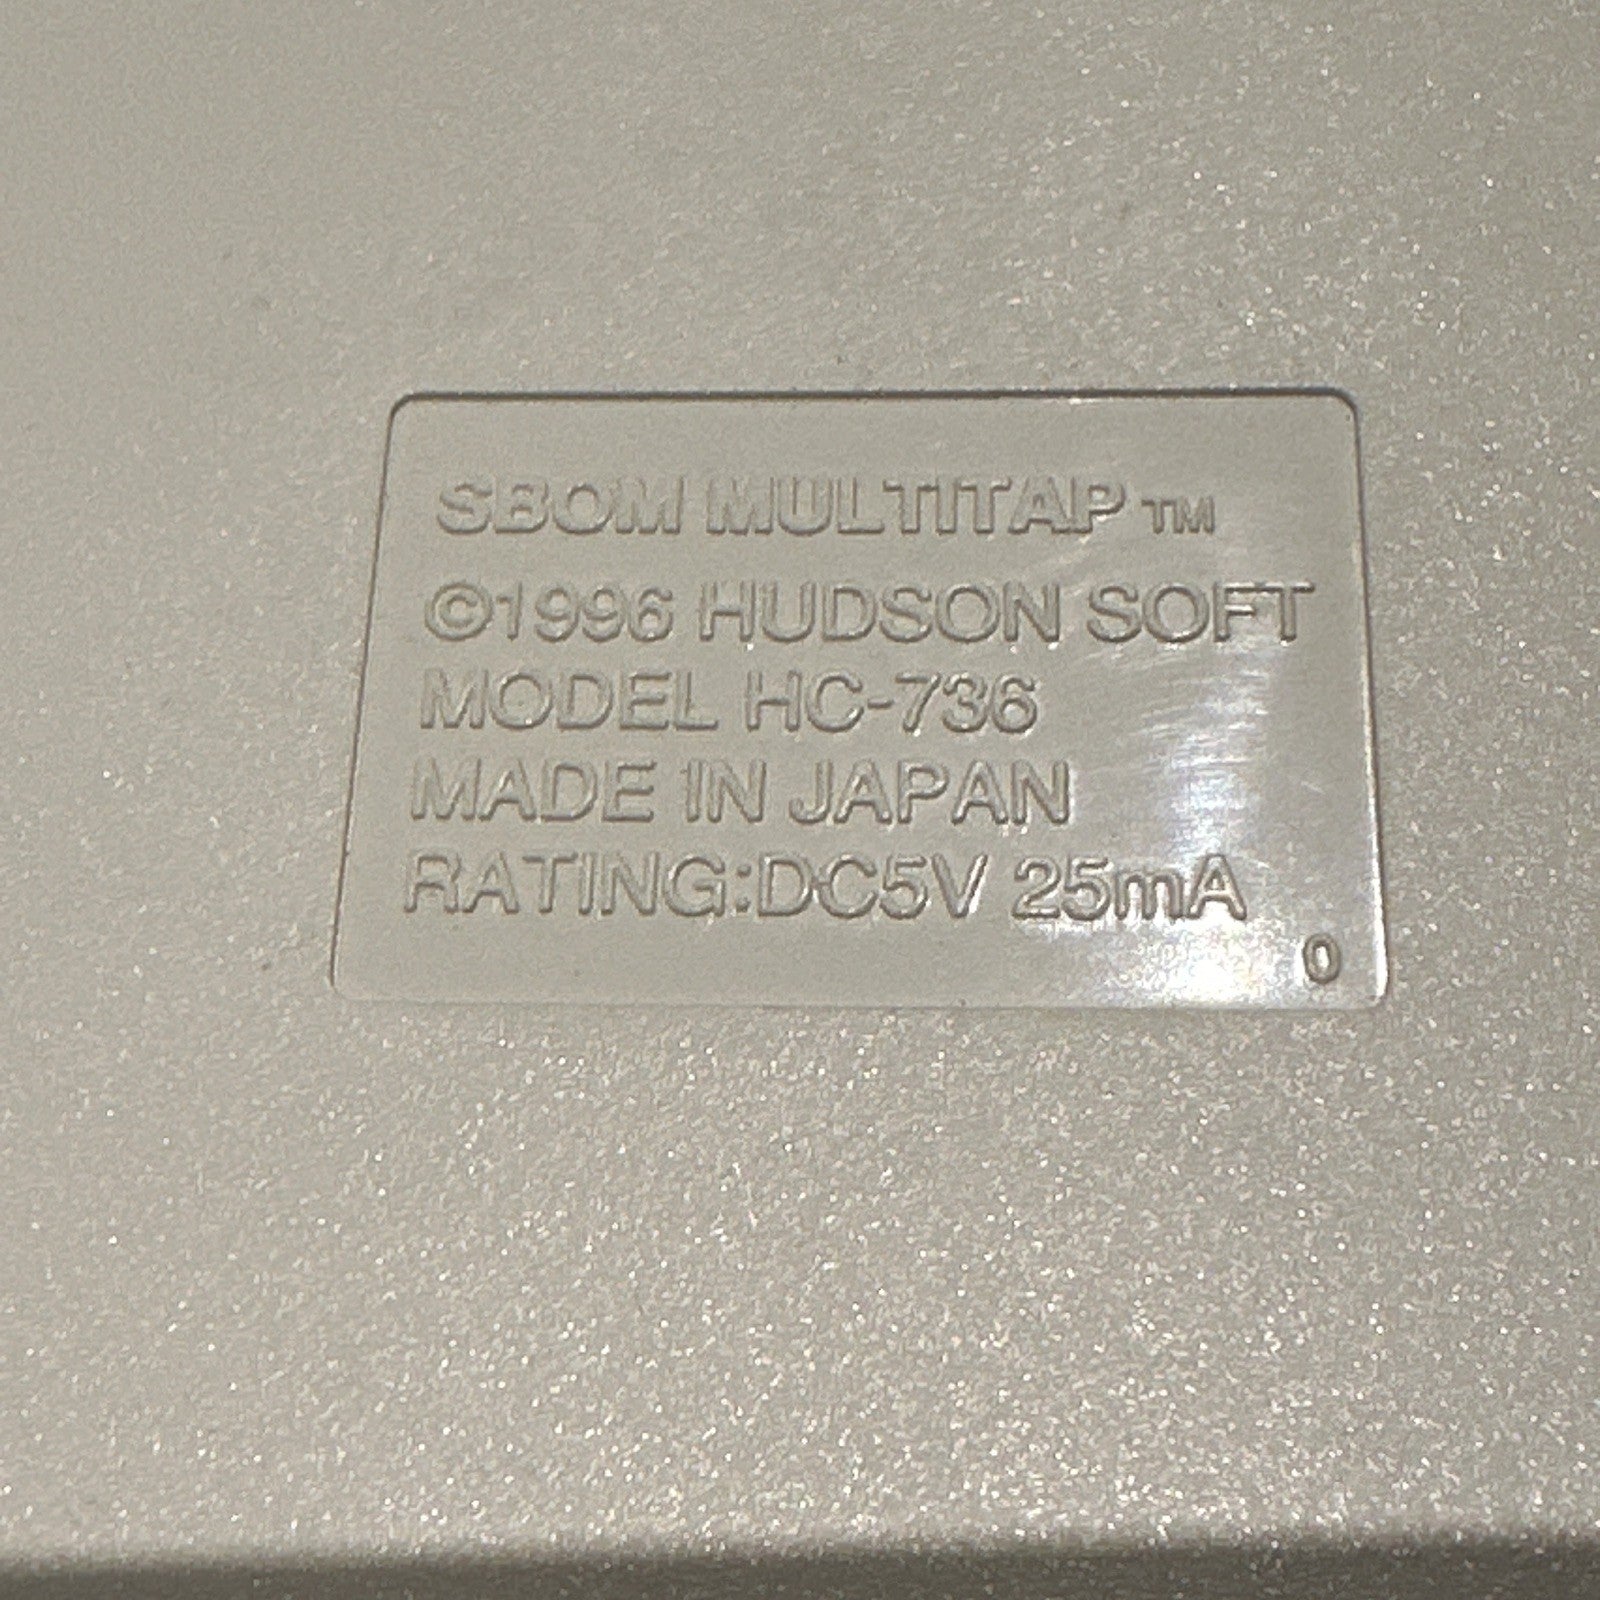 SBOM MULTITAP TM
©1996 HUDSON SOFT
MODEL HC-736
MADE IN JAPAN
RATING:DC5V 25mA
0